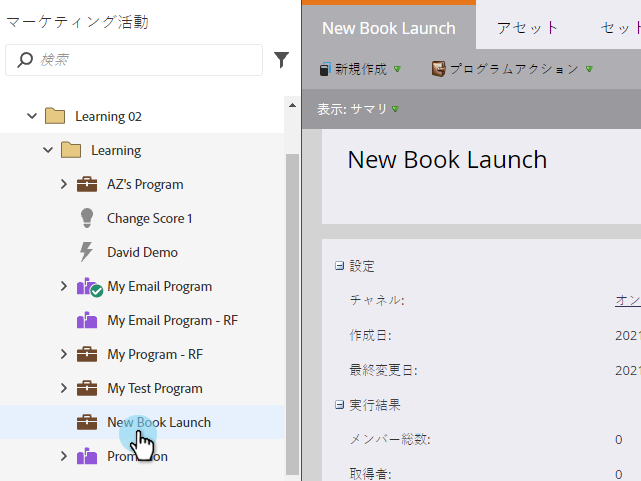 マーケティング活動
検索
Learning 02
Learning
AZ's Program
Change Score 1
David Demo
My Email Program
My Email Program - RF
My Program - RF
My Test Program
New Book Launch
New Book Launch
アセット
セット
新規作成
プログラムアクション
表示: サマリ
New Book Launch
設定
チャネル:
オン
作成日:
2021
最終変更日:
2021
実行結果
メンバー総数:
0
取得者:
0